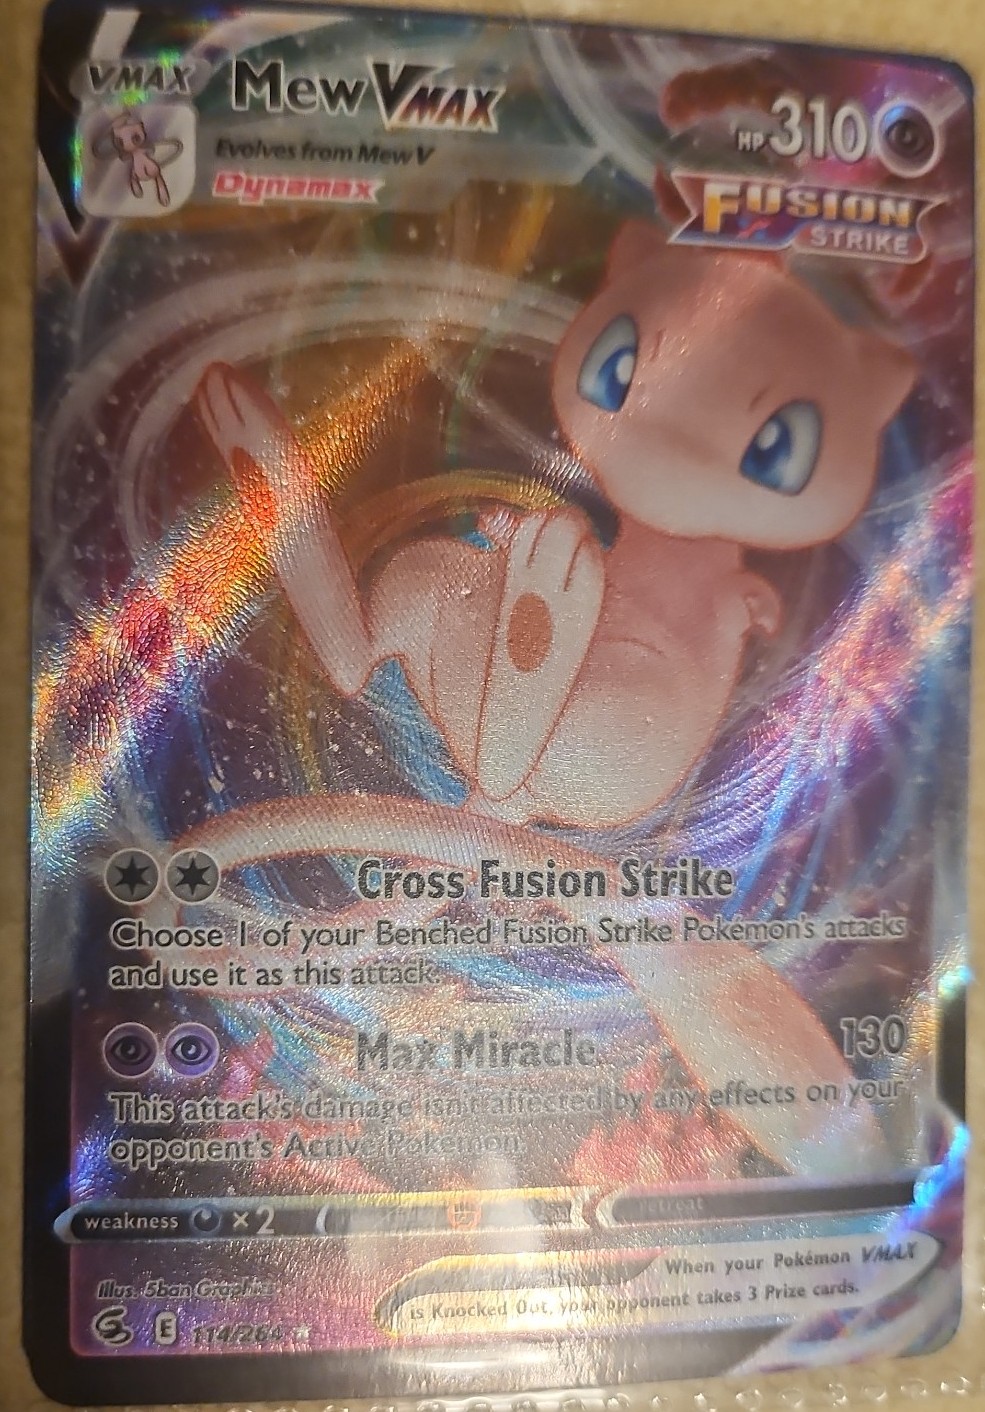 VMAX Mew VMAX HP 310
Evolves from Mew V
Dynamax
FUSION
STRIKE
Cross Fusion Strike
Choose 1 of your Benched Fusion Strike Pokémon's attacks
and use it as this attack.
Max Miracle 130
This attack's damage isn't affected by any effects on your
opponent's Active Pokémon.
weakness ×2 retreat
When your Pokémon VMAX
is Knocked Out, your opponent takes 3 Prize cards.
Illus. 5ban Graphics
E 114/264